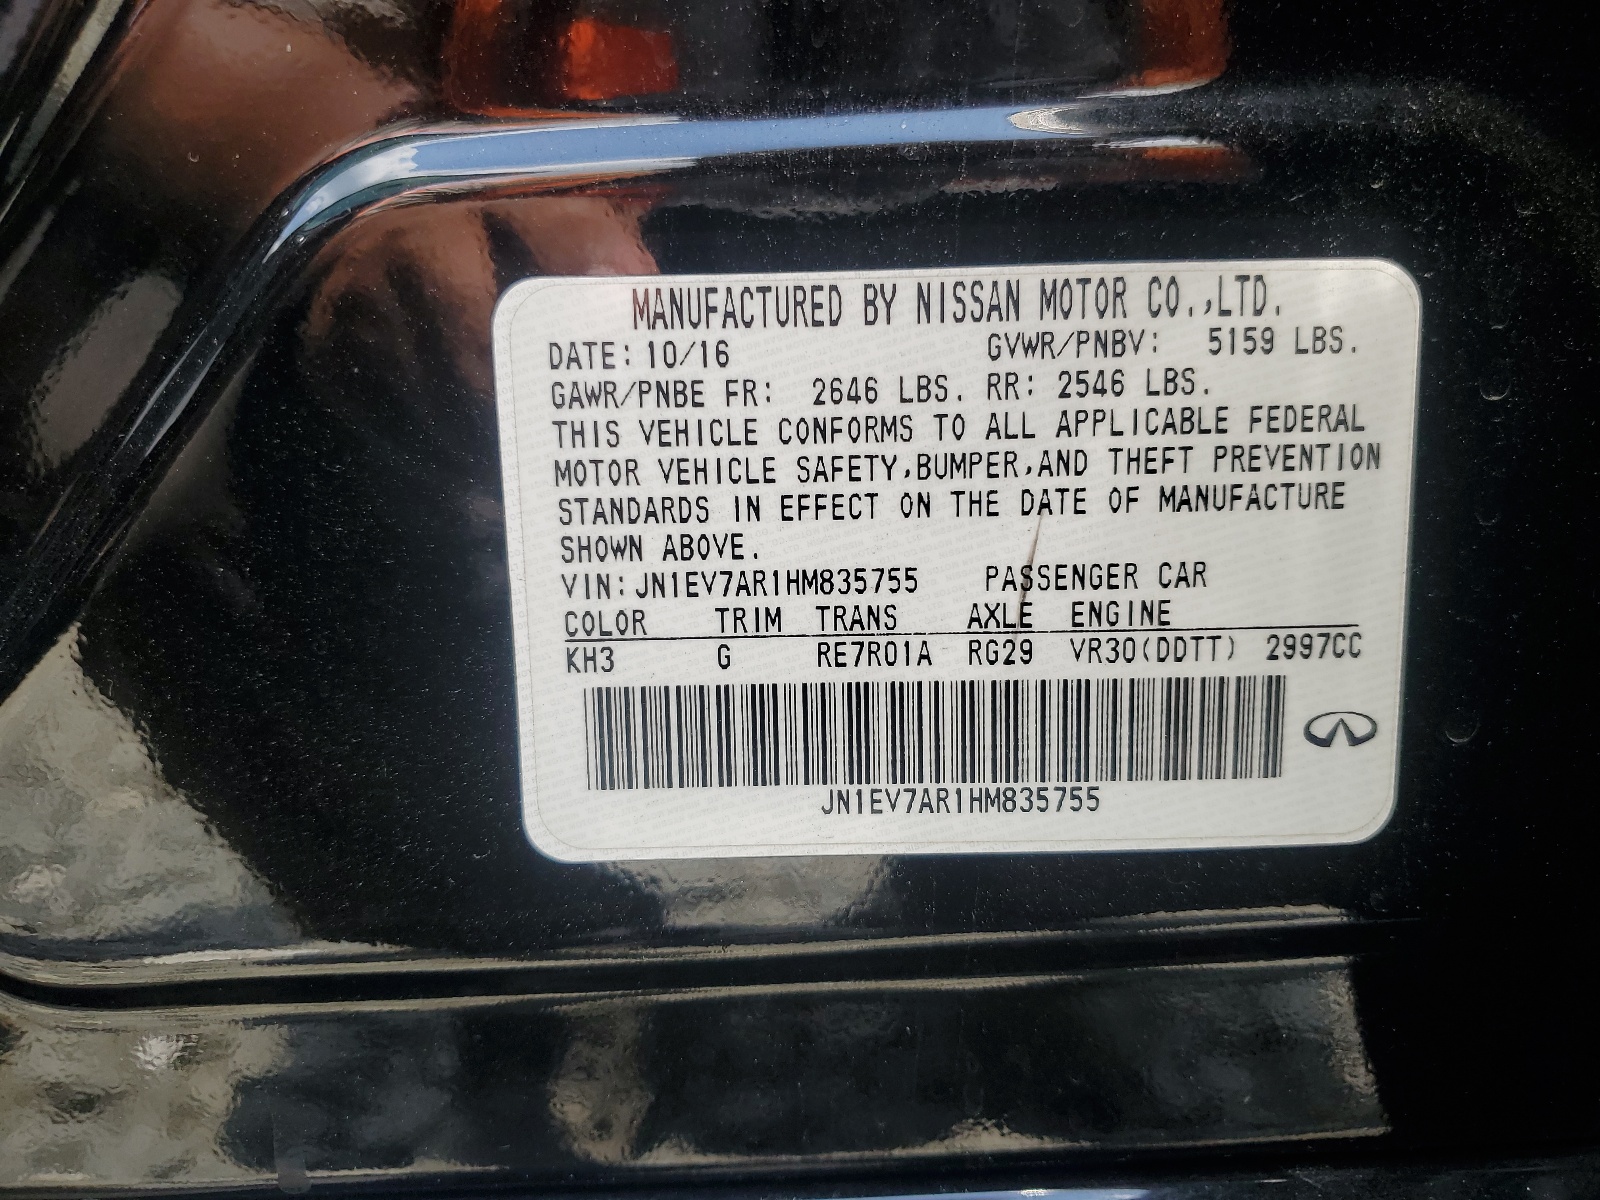 MANUFACTURED BY NISSAN MOTOR CO.,LTD.
DATE: 10/16 GVWR/PNBV: 5159 LBS.
GAWR/PNBE FR: 2646 LBS. RR: 2546 LBS.
THIS VEHICLE CONFORMS TO ALL APPLICABLE FEDERAL
MOTOR VEHICLE SAFETY,BUMPER,AND THEFT PREVENTION
STANDARDS IN EFFECT ON THE DATE OF MANUFACTURE
SHOWN ABOVE.
VIN:JN1EV7AR1HM835755 PASSENGER CAR
COLOR TRIM TRANS AXLE ENGINE
KH3 G RE7R01A RG29 VR30(DDTT) 2997CC
JN1EV7AR1HM835755